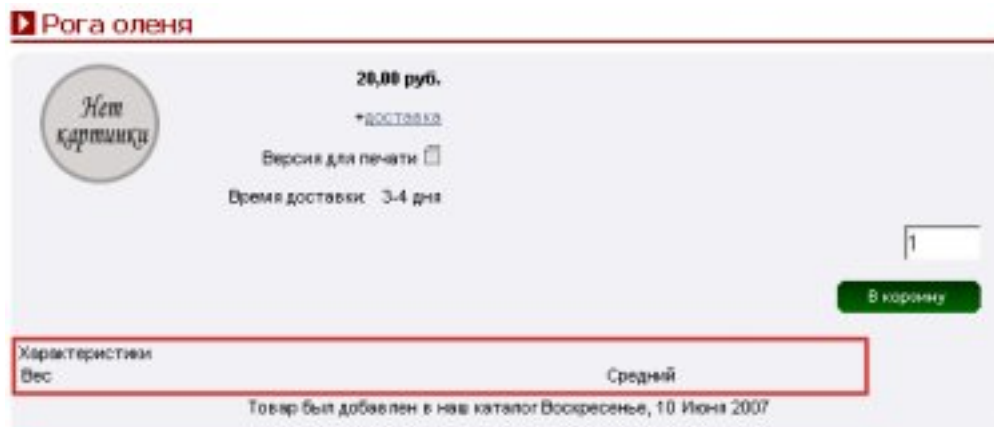 Рога оленя
Нет
картинки
20,00 руб.
+доставка
Версия для печати
Время доставки: 3-4 дня
1
В корзину
Характеристики
Вес Средний
Товар был добавлен в наш каталог Воскресенье, 10 Июня 2007